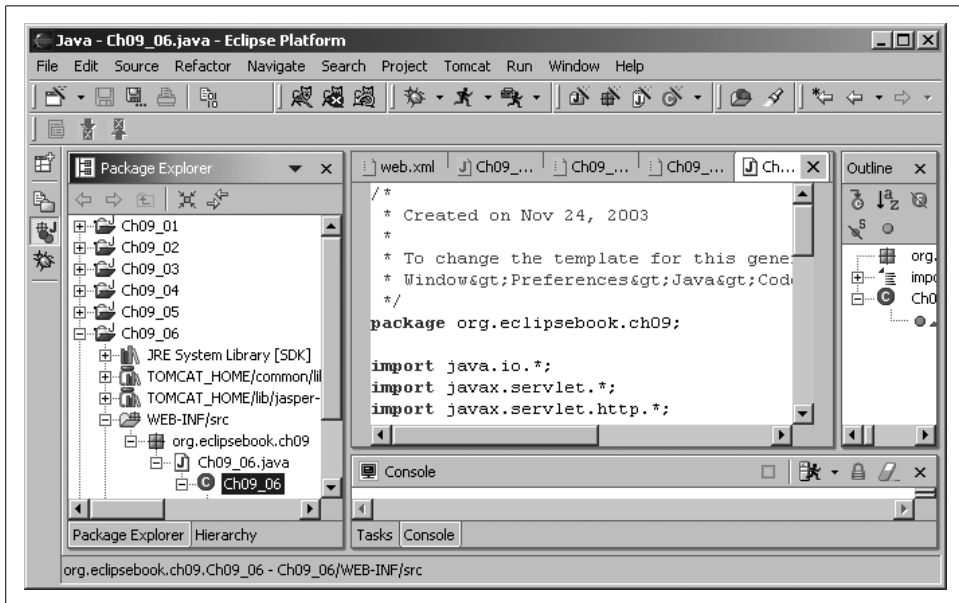 Java - Ch09_06.java - Eclipse Platform
File Edit Source Refactor Navigate Search Project Tomcat Run Window Help
Package Explorer
Ch09_01
Ch09_02
Ch09_03
Ch09_04
Ch09_05
Ch09_06
JRE System Library [SDK]
TOMCAT_HOME/common/lil
TOMCAT_HOME/lib/jasper-
WEB-INF/src
org.eclipsebook.ch09
Ch09_06.java
Ch09_06
Package Explorer Hierarchy
web.xml Ch09_... Ch09_... Ch09_... Ch...
/*
* Created on Nov 24, 2003
*
* To change the template for this gene
* Window&gt;Preferences&gt;Java&gt;Cod
*/
package org.eclipsebook.ch09;
import java.io.*;
import javax.servlet.*;
import javax.servlet.http.*;
Outline
org.
impo
Ch0
Console
Tasks Console
org.eclipsebook.ch09.Ch09_06 - Ch09_06/WEB-INF/src